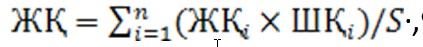 ЖҚ = ∑ⁿᵢ₌₁(ЖҚᵢ × ШҚᵢ)/S·,